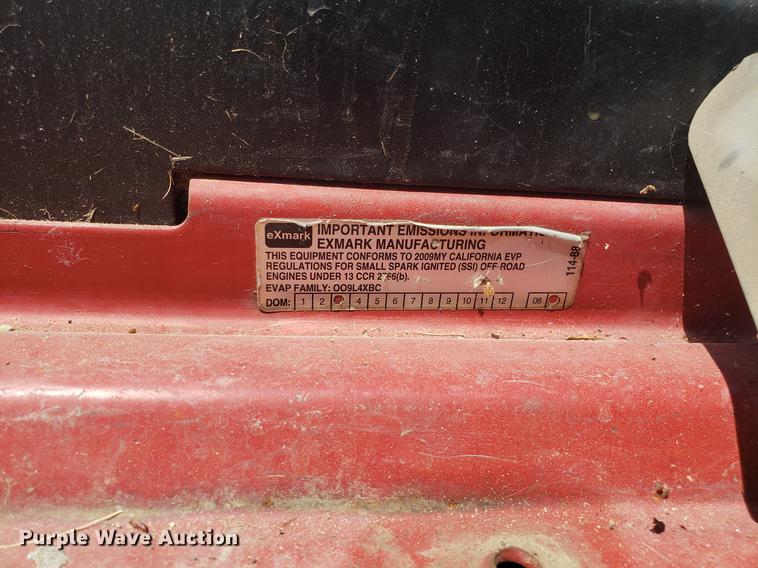 eXmark
IMPORTANT EMISSIONS
EXMARK MANUFACTURING
THIS EQUIPMENT CONFORMS TO 2009MY CALIFORNIA EVP
REGULATIONS FOR SMALL SPARK IGNITED (SSI) OFF-ROAD
ENGINES UNDER 13 CCR (b).
EVAP FAMILY: OO9L4XBC
DOM: 1 2 4 5 6 7 8 9 10 11 12 08
114-88
Purple Wave Auction